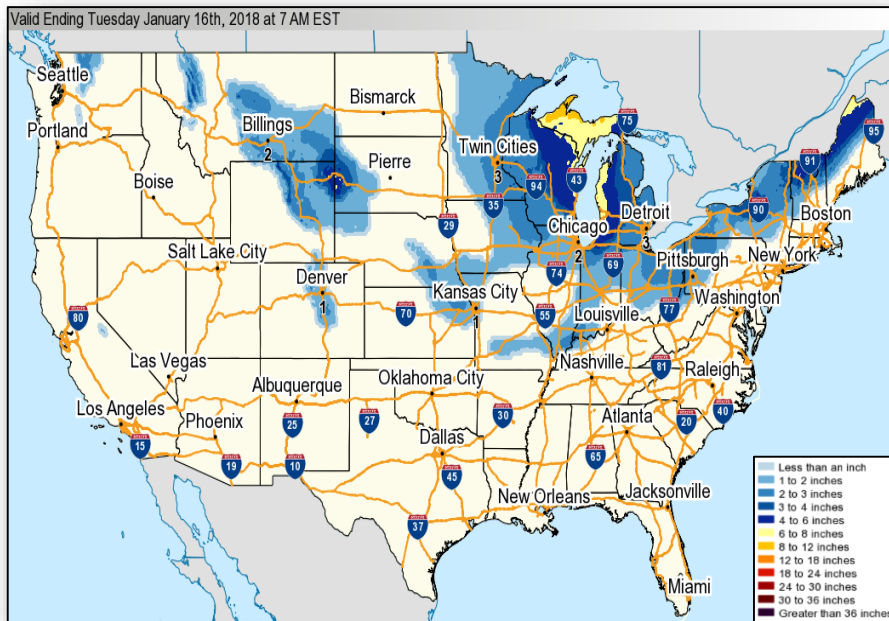 Valid Ending Tuesday January 16th, 2018 at 7 AM EST
Seattle
75
Portland
Billings
2
Bismarck
Twin Cities
3
95
91
Pierre
94
43
Boise
35
90
Boston
29
Chicago
2
Detroit
3
Salt Lake City
74
69
Pittsburgh
1
New York
Denver
1
Kansas City
1
80
70
55
Louisville
77
Washington
Las Vegas
Nashville
81
Raleigh
Albuquerque
Oklahoma City
Los Angeles
Phoenix
25
27
30
Atlanta
20
40
15
19
10
Dallas
45
65
New Orleans
Jacksonville
37
Miami
Less than an inch
1 to 2 inches
2 to 3 inches
3 to 4 inches
4 to 6 inches
6 to 8 inches
8 to 12 inches
12 to 18 inches
18 to 24 inches
24 to 30 inches
30 to 36 inches
Greater than 36 inches